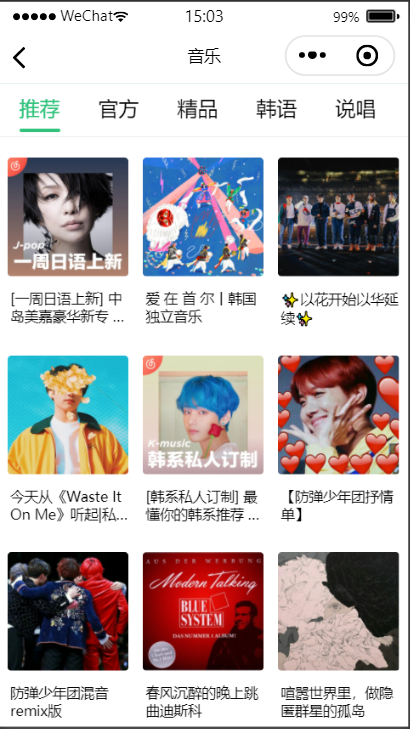 WeChat 15:03 99%
音乐
推荐 官方 精品 韩语 说唱
J-pop
一周日语上新
[一周日语上新] 中
岛美嘉豪华新专 ...
爱 在 首 尔 | 韩国
独立音乐
✨以花开始以华延
续✨
今天从《Waste It
On Me》听起|私...
K-music
韩系私人订制
[韩系私人订制] 最
懂你的韩系推荐 ...
【防弹少年团抒情
单】
防弹少年团混音
remix版
AUS DER WERBUNG
Modern Talking
BLUE
SYSTEM
DAS NUMMER 1 ALBUM!
春风沉醉的晚上跳
曲迪斯科
喧嚣世界里，做隐
匿群星的孤岛